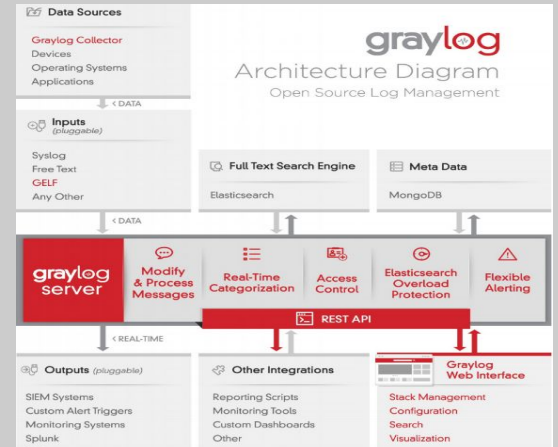 Data Sources
Graylog Collector
Devices
Operating Systems
Applications
graylog
Architecture Diagram
Open Source Log Management
< DATA
Inputs
(pluggable)
Syslog
Free Text
GELF
Any Other
Full Text Search Engine
Elasticsearch
Meta Data
MongoDB
< DATA
graylog
server
Modify
& Process
Messages
Real-Time
Categorization
Access
Control
Elasticsearch
Overload
Protection
Flexible
Alerting
REST API
< REAL-TIME
Outputs (pluggable)
SIEM Systems
Custom Alert Triggers
Monitoring Systems
Splunk
Other Integrations
Reporting Scripts
Monitoring Tools
Custom Dashboards
Other
Graylog
Web Interface
Stack Management
Configuration
Search
Visualization